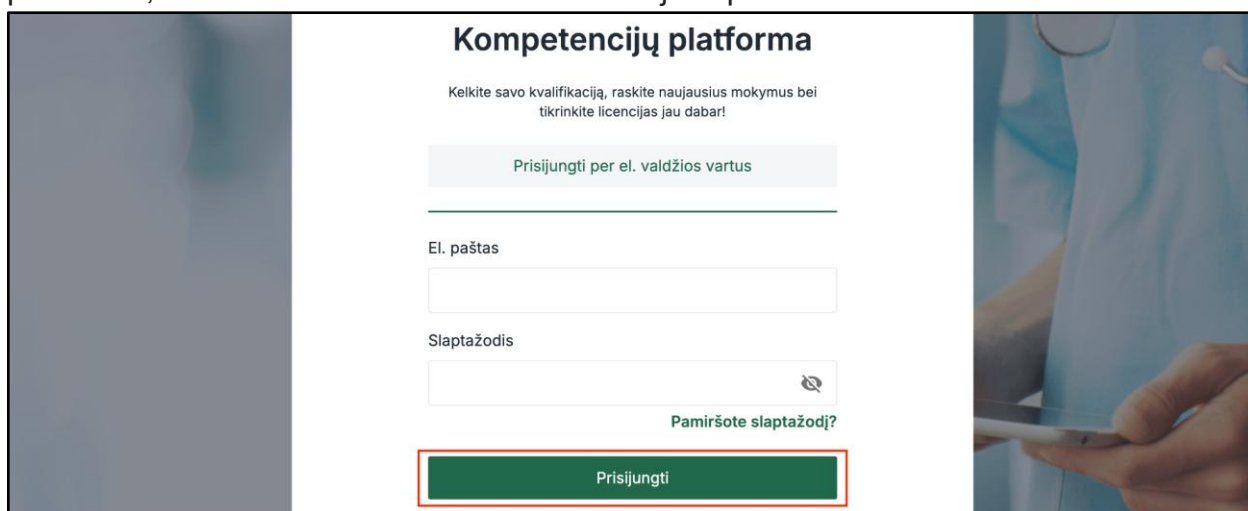 Kompetencijų platforma
Kelkite savo kvalifikaciją, raskite naujausius mokymus bei
tikrinkite licencijas jau dabar!
Prisijungti per el. valdžios vartus
El. paštas
Slaptažodis
Pamiršote slaptažodį?
Prisijungti